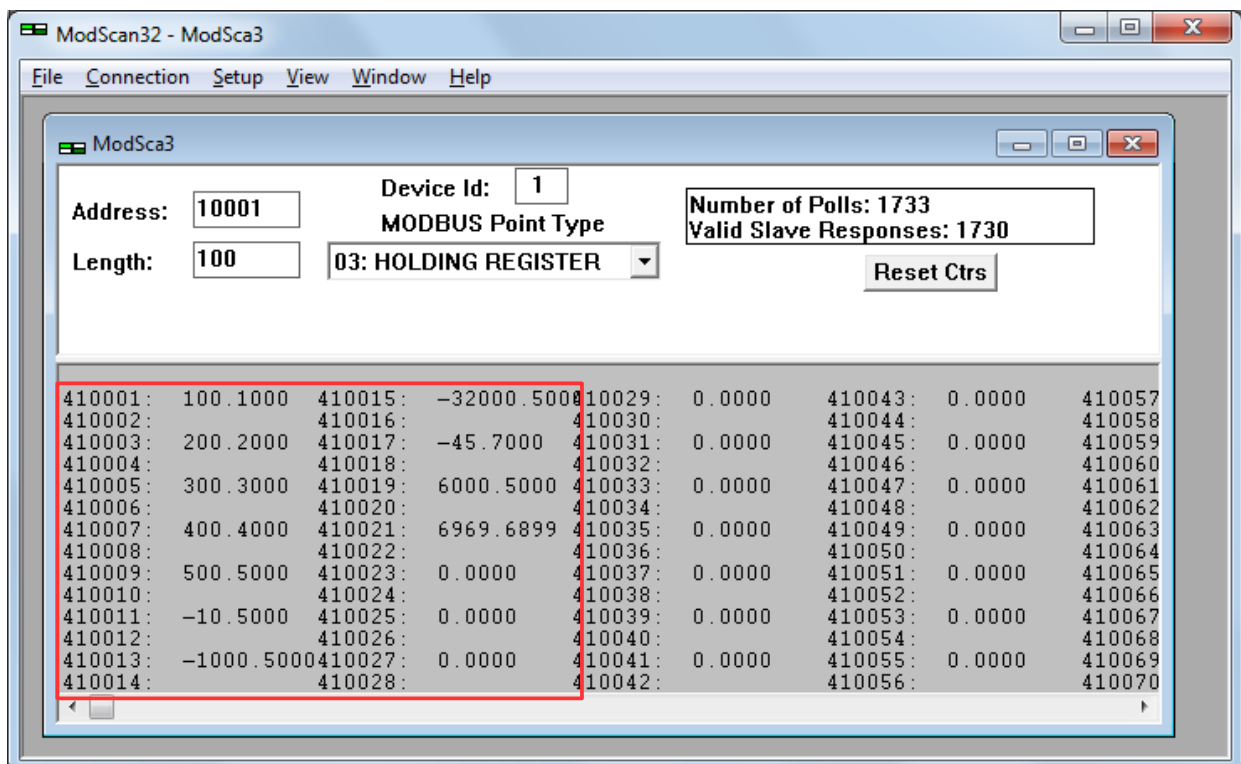 ModScan32 - ModSca3
File Connection Setup View Window Help
ModSca3
Address: 10001
Device Id: 1
MODBUS Point Type
Length: 100
03: HOLDING REGISTER
Number of Polls: 1733
Valid Slave Responses: 1730
Reset Ctrs
410001: 100.1000 410015: -32000.5000 410029: 0.0000 410043: 0.0000 410057
410002: 410016: 410030: 410044: 410058
410003: 200.2000 410017: -45.7000 410031: 0.0000 410045: 0.0000 410059
410004: 410018: 410032: 410046: 410060
410005: 300.3000 410019: 6000.5000 410033: 0.0000 410047: 0.0000 410061
410006: 410020: 410034: 410048: 410062
410007: 400.4000 410021: 6969.6899 410035: 0.0000 410049: 0.0000 410063
410008: 410022: 410036: 410050: 410064
410009: 500.5000 410023: 0.0000 410037: 0.0000 410051: 0.0000 410065
410010: 410024: 410038: 410052: 410066
410011: -10.5000 410025: 0.0000 410039: 0.0000 410053: 0.0000 410067
410012: 410026: 410040: 410054: 410068
410013: -1000.5000410027: 0.0000 410041: 0.0000 410055: 0.0000 410069
410014: 410028: 410042: 410056: 410070